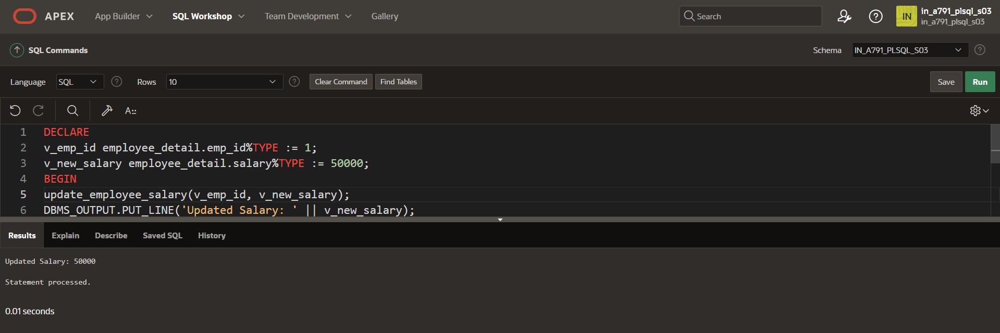 APEX App Builder SQL Workshop Team Development Gallery Search ? IN in_a791_plsql_s03
in_a791_plsql_s03
SQL Commands Schema IN_A791_PLSQL_S03 ?
Language SQL ? Rows 10 ? Clear Command Find Tables Save Run
A::
1 DECLARE
2 v_emp_id employee_detail.emp_id%TYPE := 1;
3 v_new_salary employee_detail.salary%TYPE := 50000;
4 BEGIN
5 update_employee_salary(v_emp_id, v_new_salary);
6 DBMS_OUTPUT.PUT_LINE('Updated Salary: ' || v_new_salary);
Results Explain Describe Saved SQL History
Updated Salary: 50000
Statement processed.
0.01 seconds